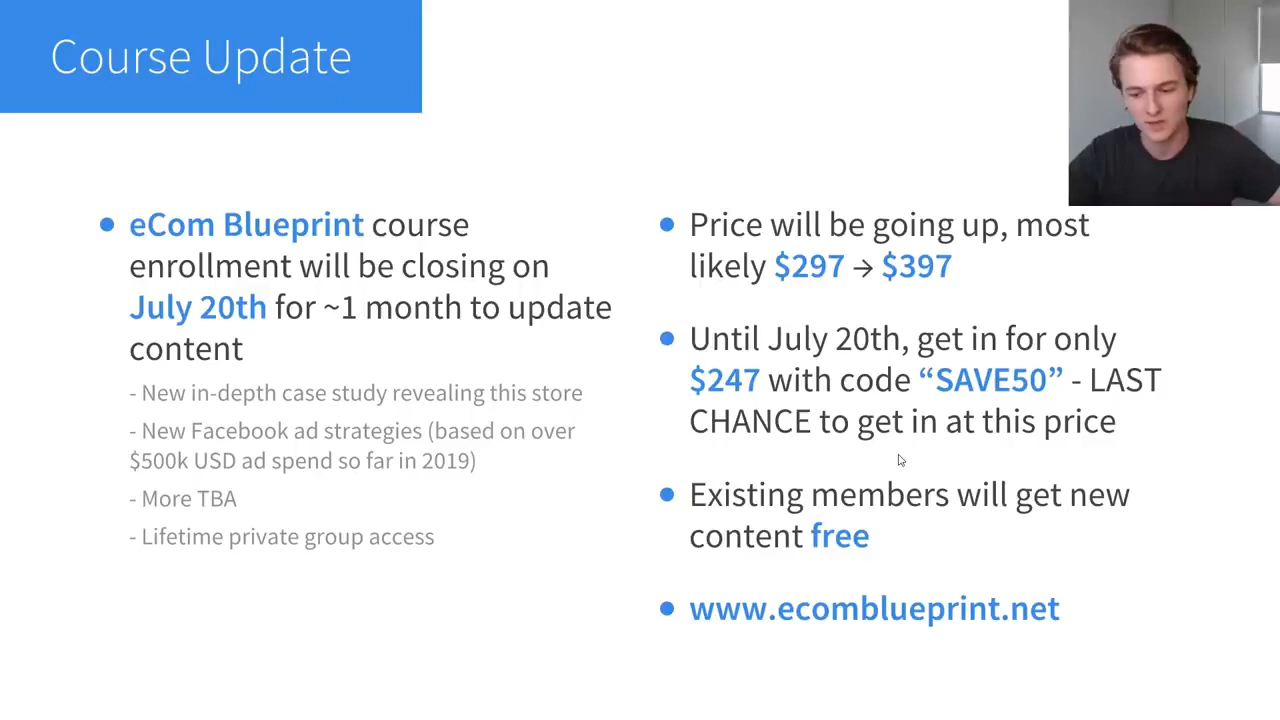 Course Update
eCom Blueprint course
enrollment will be closing on
July 20th for ~1 month to update
content
- New in-depth case study revealing this store
- New Facebook ad strategies (based on over
$500k USD ad spend so far in 2019)
- More TBA
- Lifetime private group access
Price will be going up, most
likely $297 → $397
Until July 20th, get in for only
$247 with code “SAVE50” - LAST
CHANCE to get in at this price
Existing members will get new
content free
www.ecomblueprint.net